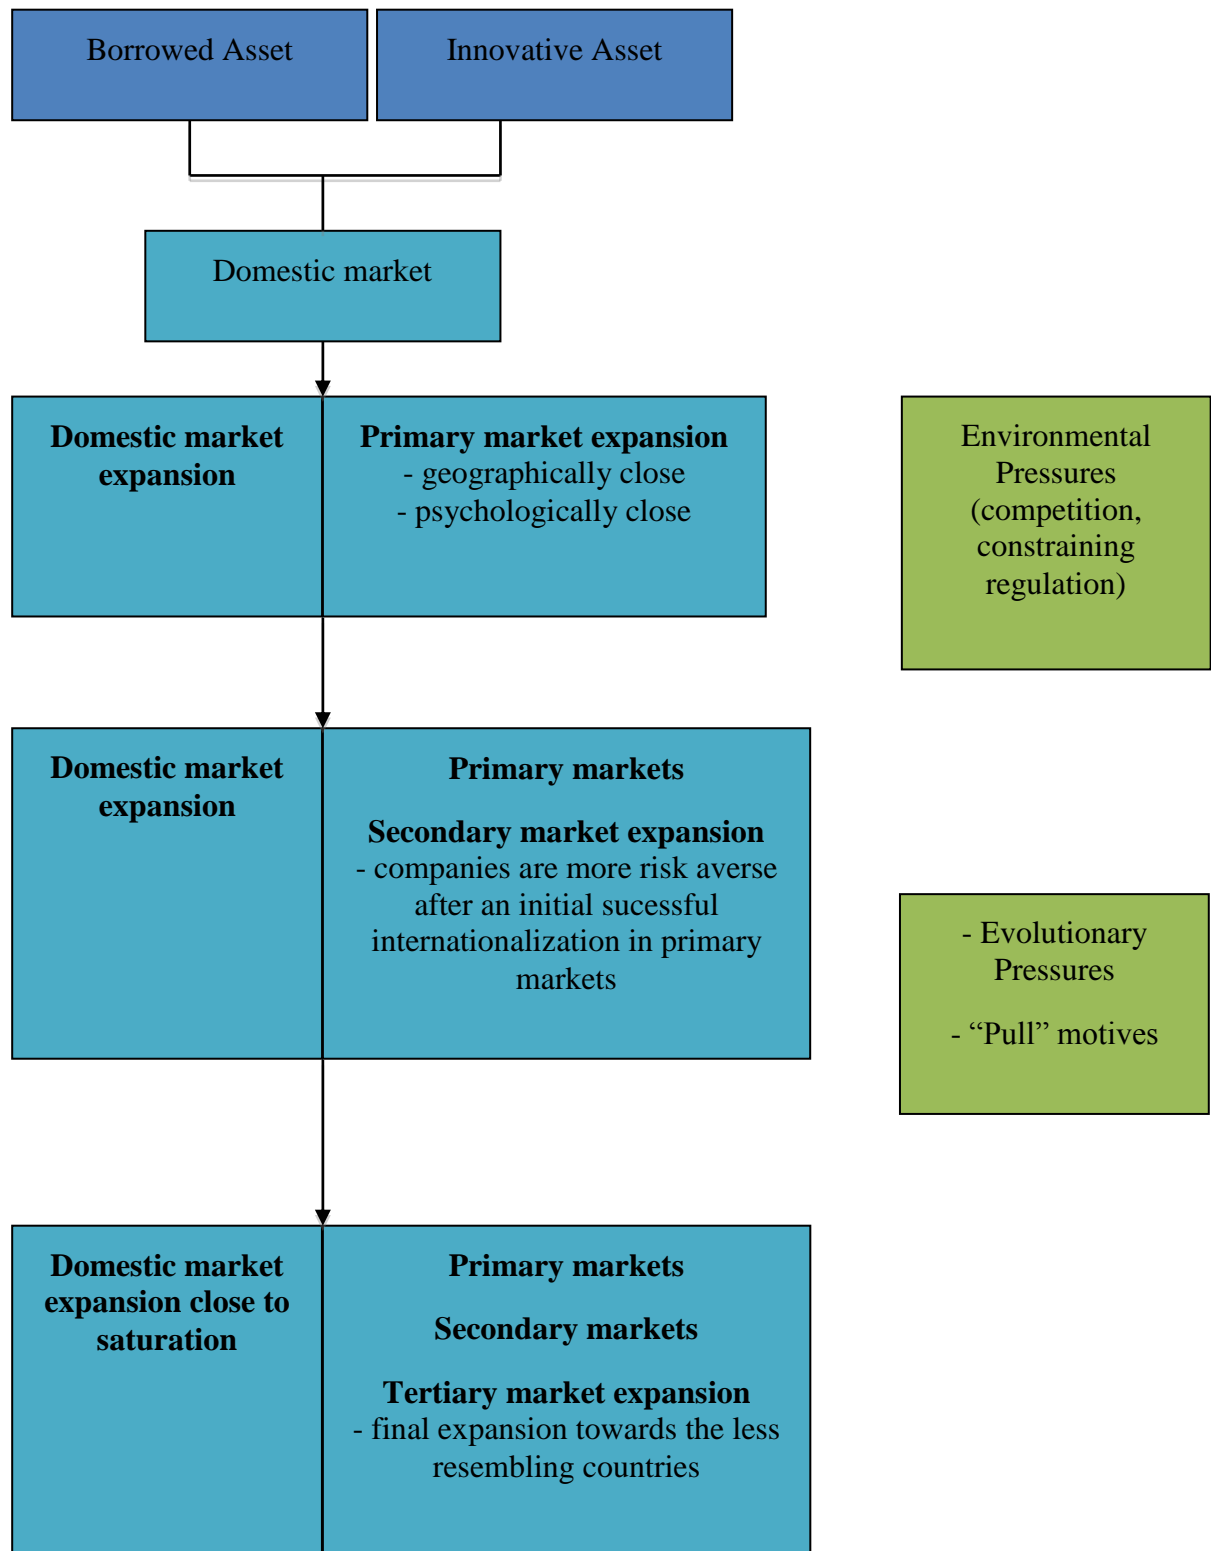 Borrowed Asset
Innovative Asset
Domestic market
Domestic market
expansion
Primary market expansion
- geographically close
- psychologically close
Environmental
Pressures
(competition,
constraining
regulation)
Domestic market
expansion
Primary markets
Secondary market expansion
- companies are more risk averse
after an initial sucessful
internationalization in primary
markets
- Evolutionary
Pressures
- “Pull” motives
Domestic market
expansion close to
saturation
Primary markets
Secondary markets
Tertiary market expansion
- final expansion towards the less
resembling countries